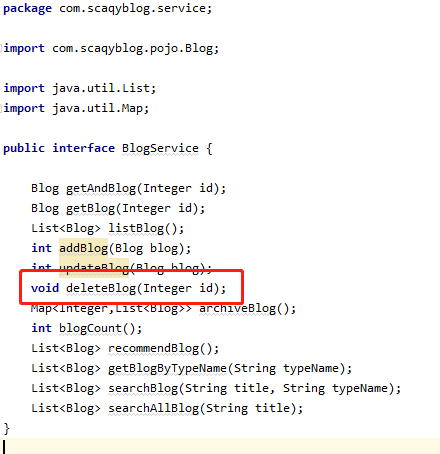 package com.scaqyblog.service;
import com.scaqyblog.pojo.Blog;
import java.util.List;
import java.util.Map;
public interface BlogService {
Blog getAndBlog(Integer id);
Blog getBlog(Integer id);
List<Blog> listBlog();
int addBlog(Blog blog);
int updateBlog(Blog blog);
void deleteBlog(Integer id);
Map<Integer,List<Blog>> archiveBlog();
int blogCount();
List<Blog> recommendBlog();
List<Blog> getBlogByTypeName(String typeName);
List<Blog> searchBlog(String title, String typeName);
List<Blog> searchAllBlog(String title);
}